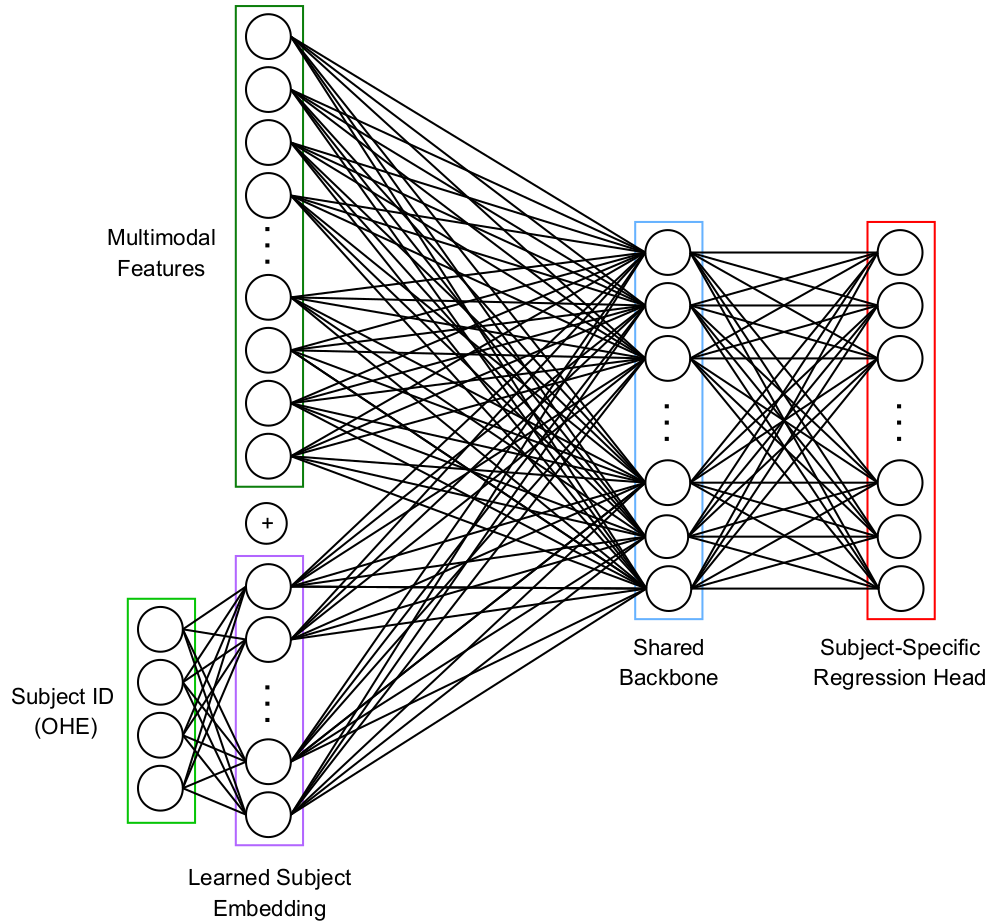 Multimodal
Features
+
Subject ID
(OHE)
Learned Subject
Embedding
Shared
Backbone
Subject-Specific
Regression Head